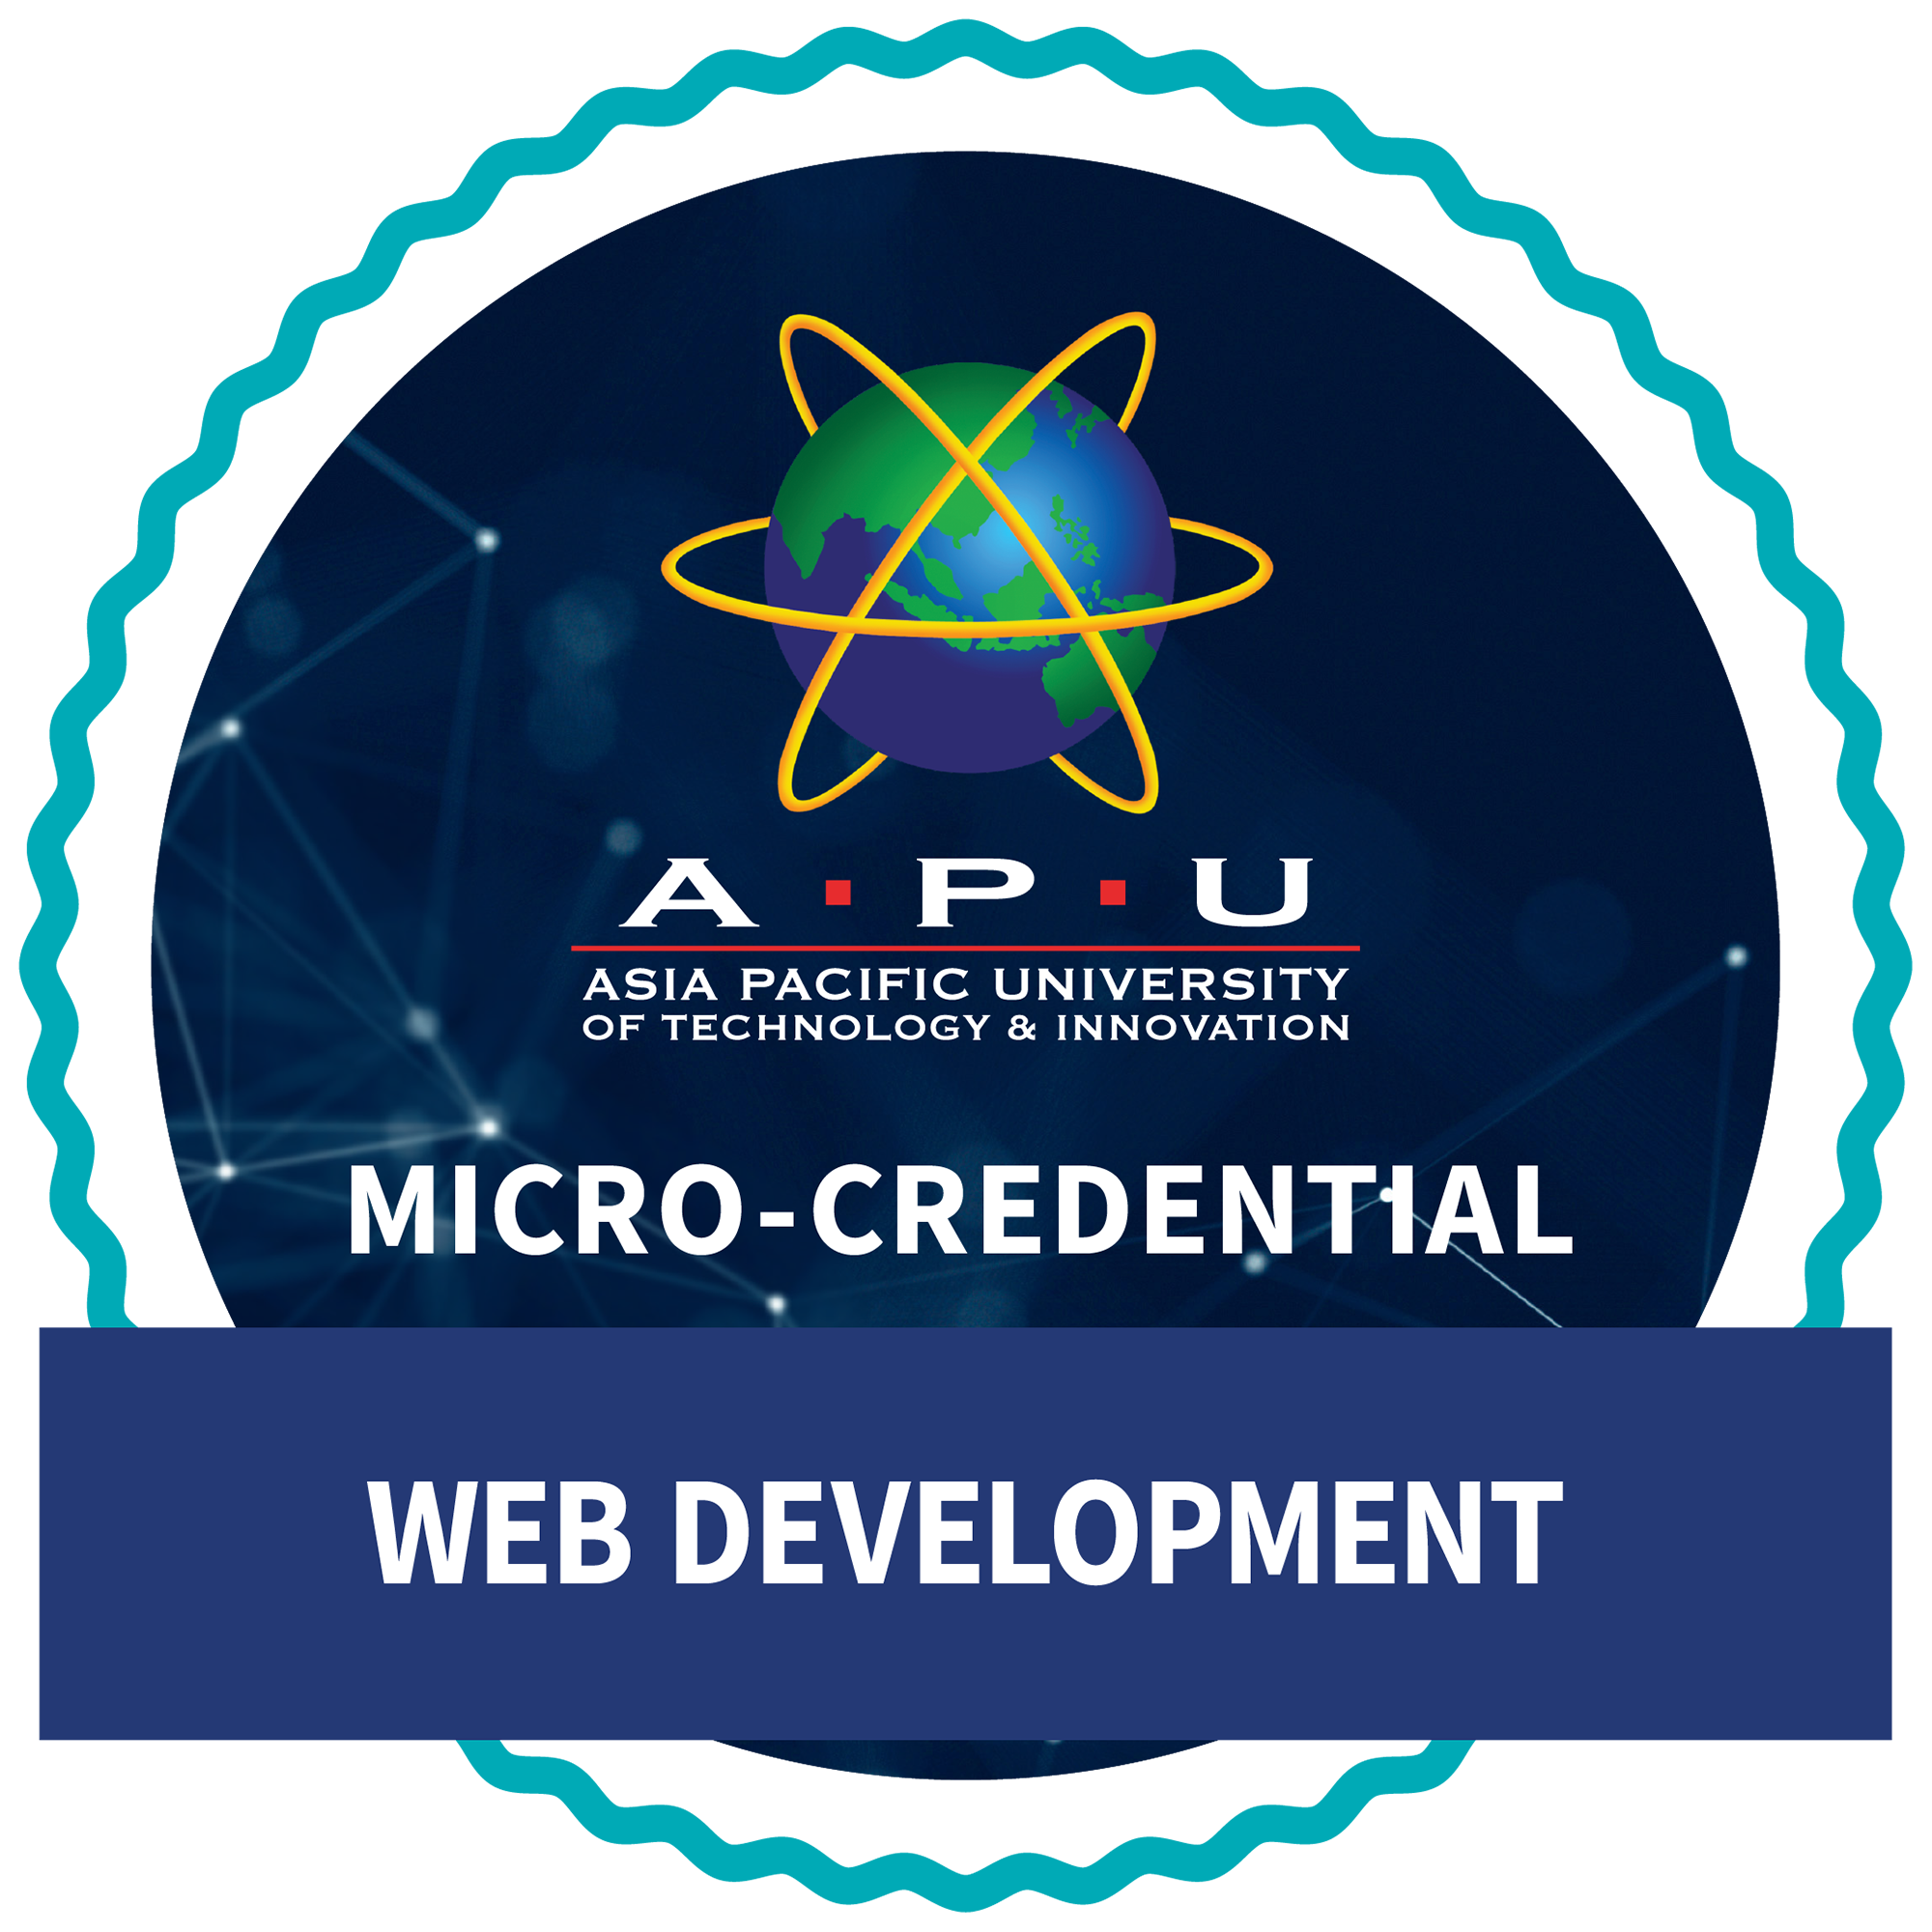 A ▪ P ▪ U
ASIA PACIFIC UNIVERSITY
OF TECHNOLOGY & INNOVATION
MICRO-CREDENTIAL
WEB DEVELOPMENT